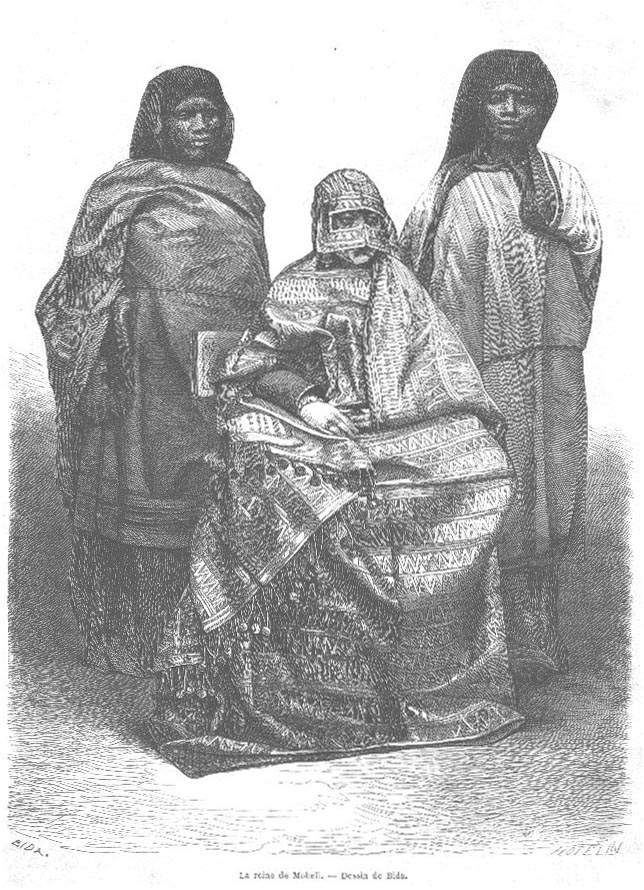 BIDA.
La reine de Moheli. — Dessin de Bida.